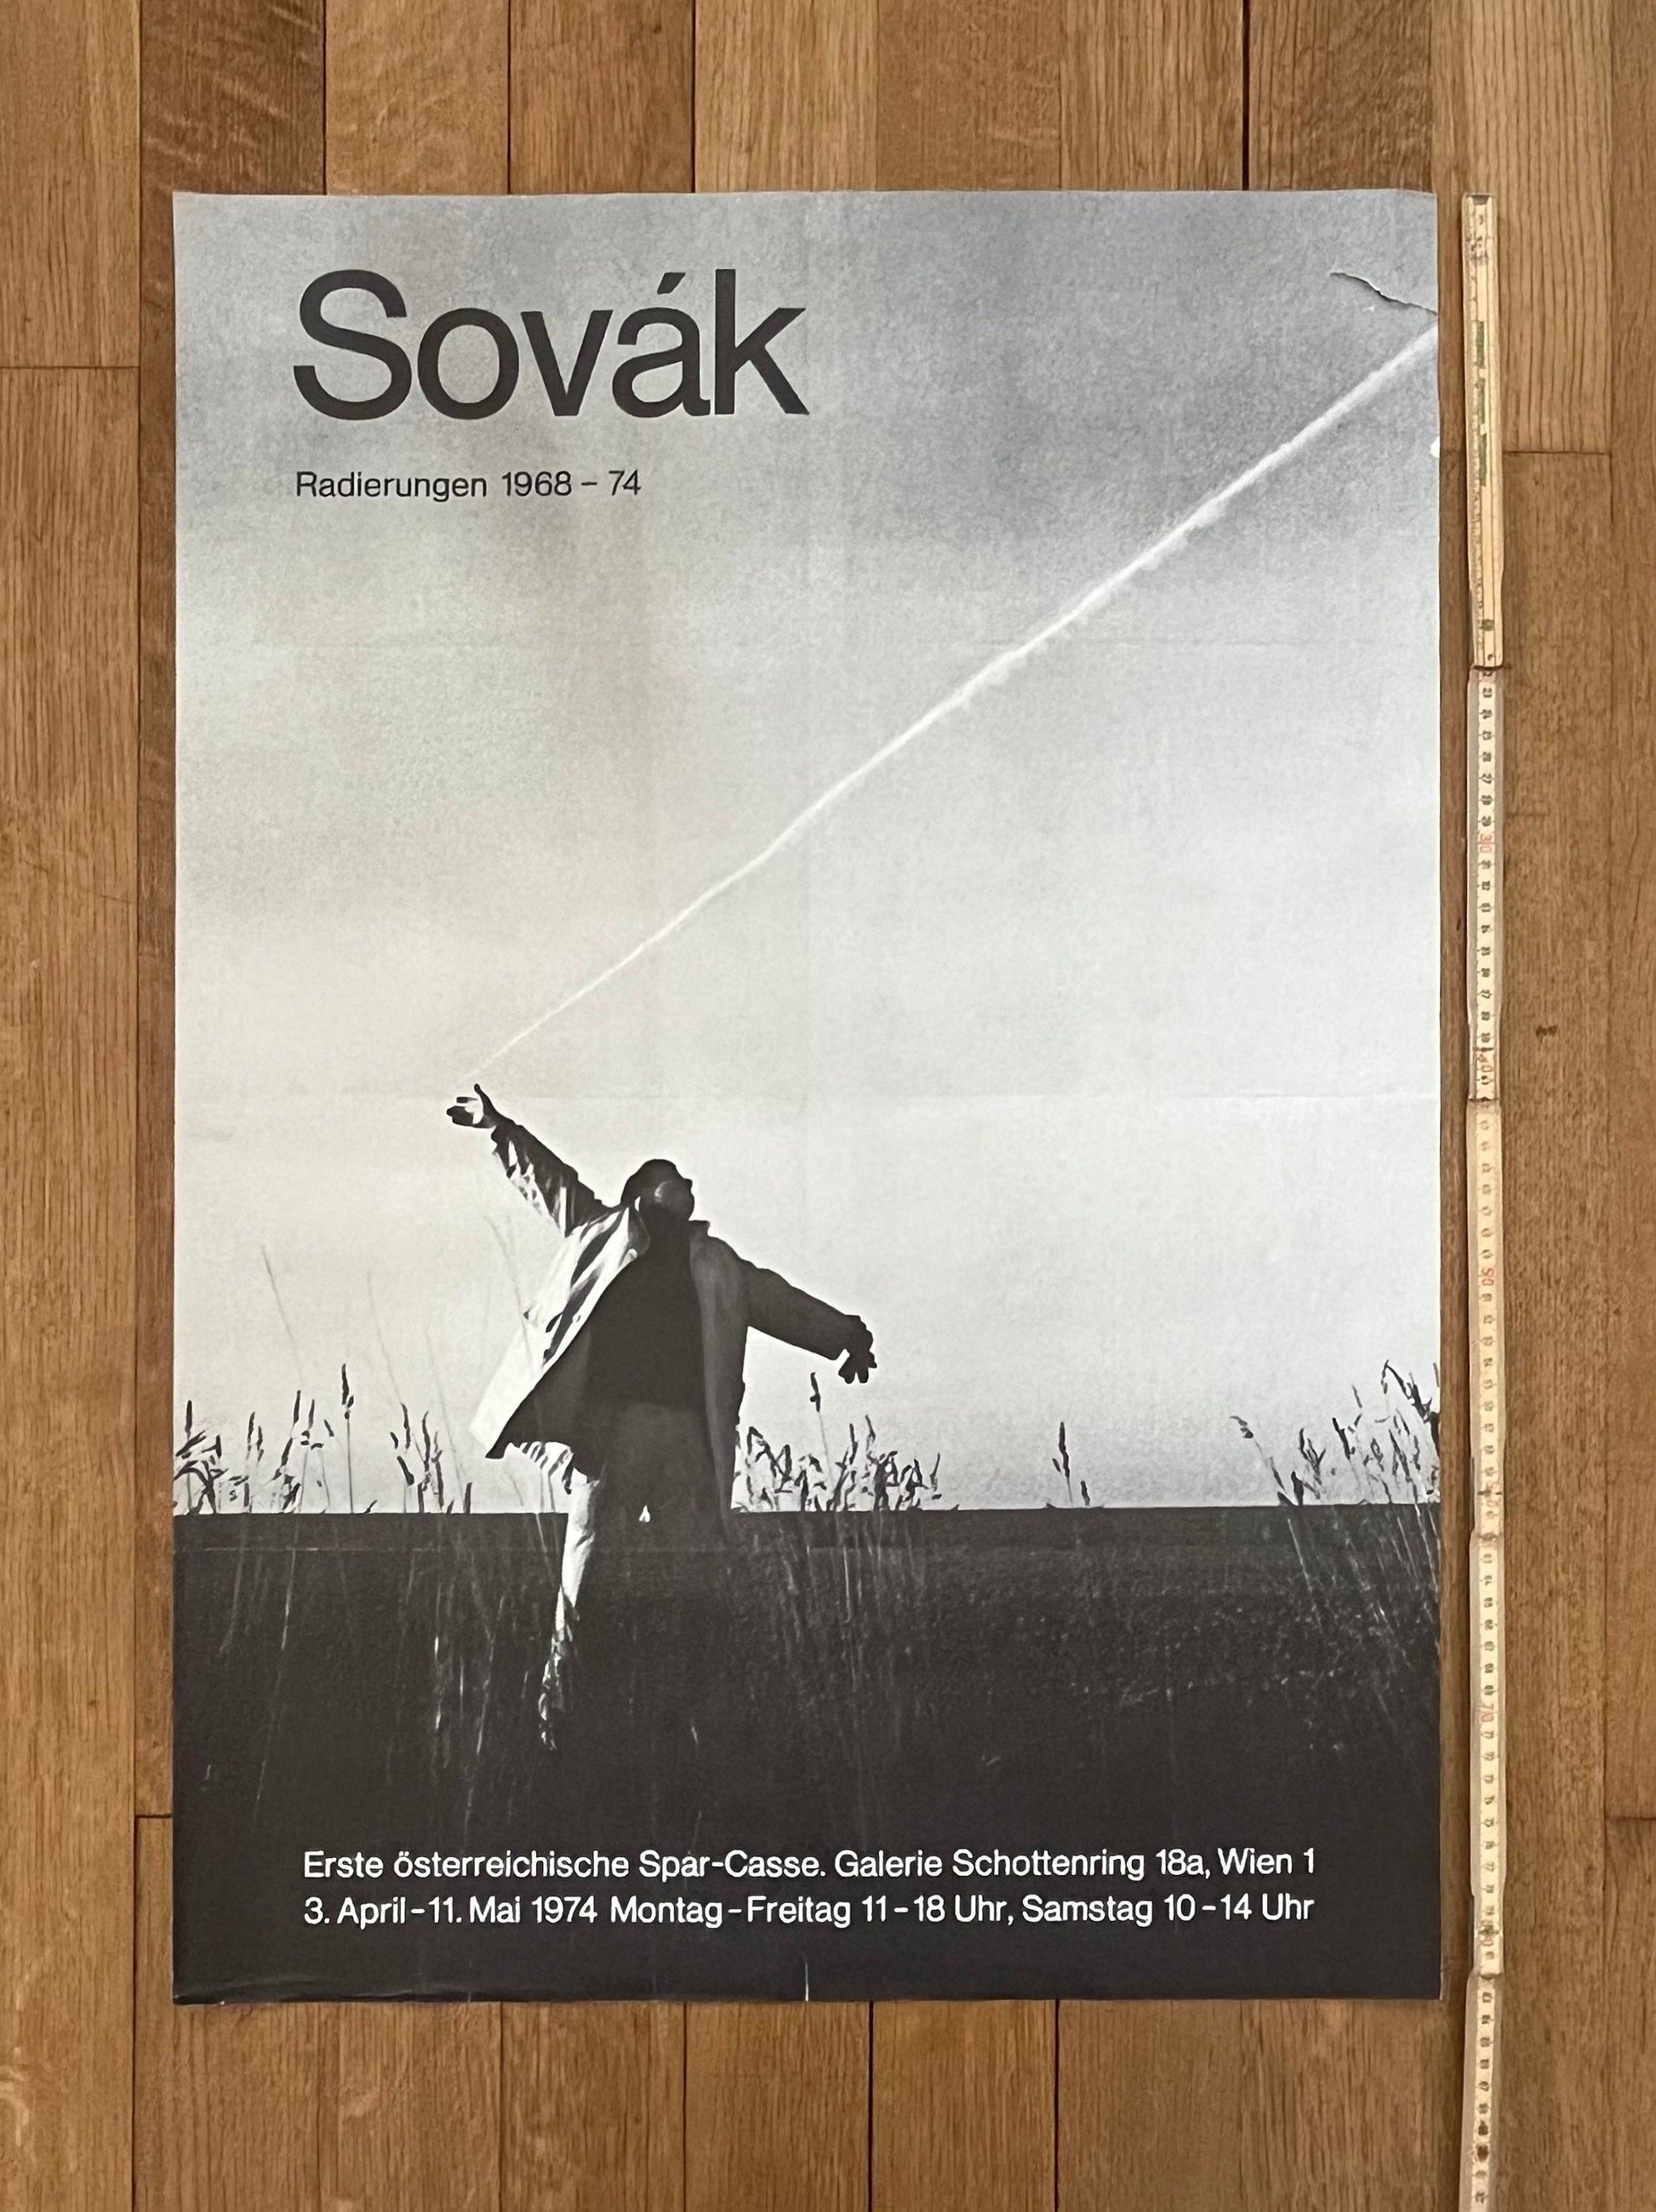 Sovák
Radierungen 1968 – 74
Erste österreichische Spar-Casse. Galerie Schottenring 18a, Wien 1
3. April – 11. Mai 1974 Montag – Freitag 11 – 18 Uhr, Samstag 10 – 14 Uhr